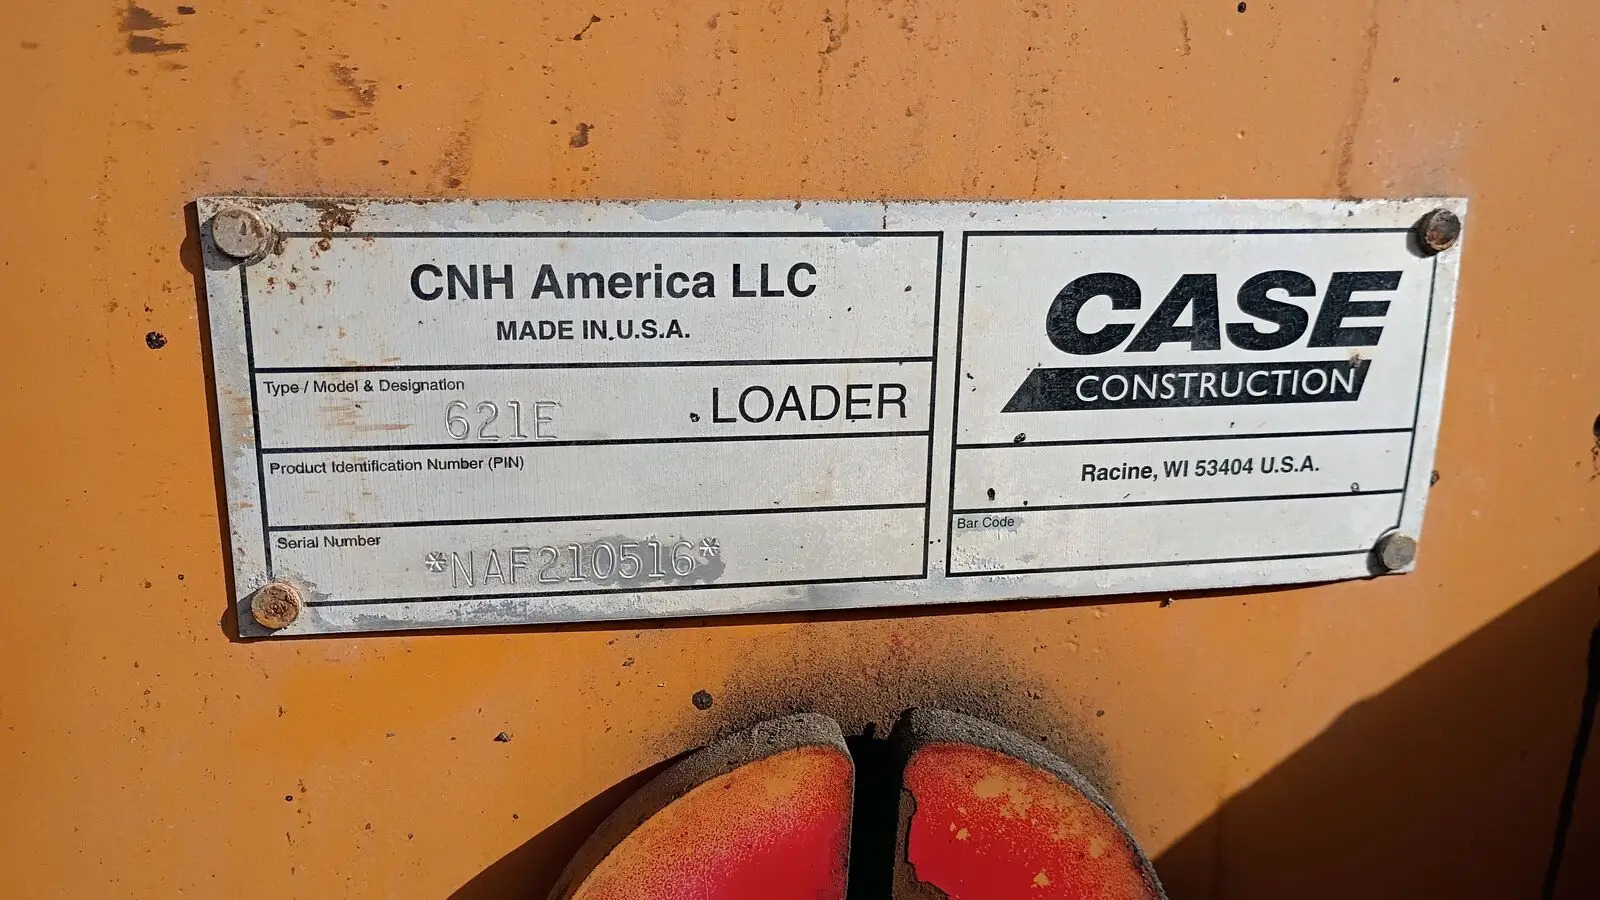 CNH America LLC
MADE IN U.S.A.
Type / Model & Designation
621E LOADER
Product Identification Number (PIN)
Serial Number
*NAF210516*
CASE
CONSTRUCTION
Racine, WI 53404 U.S.A.
Bar Code